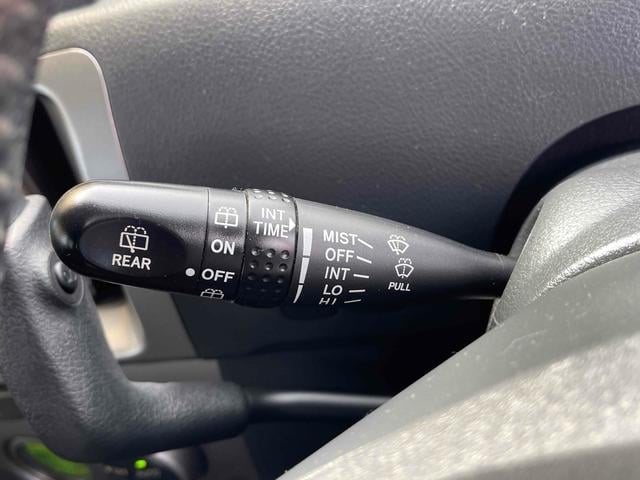 REAR
ON
OFF
INT
TIME
MIST
OFF
INT
LO
HI
PULL